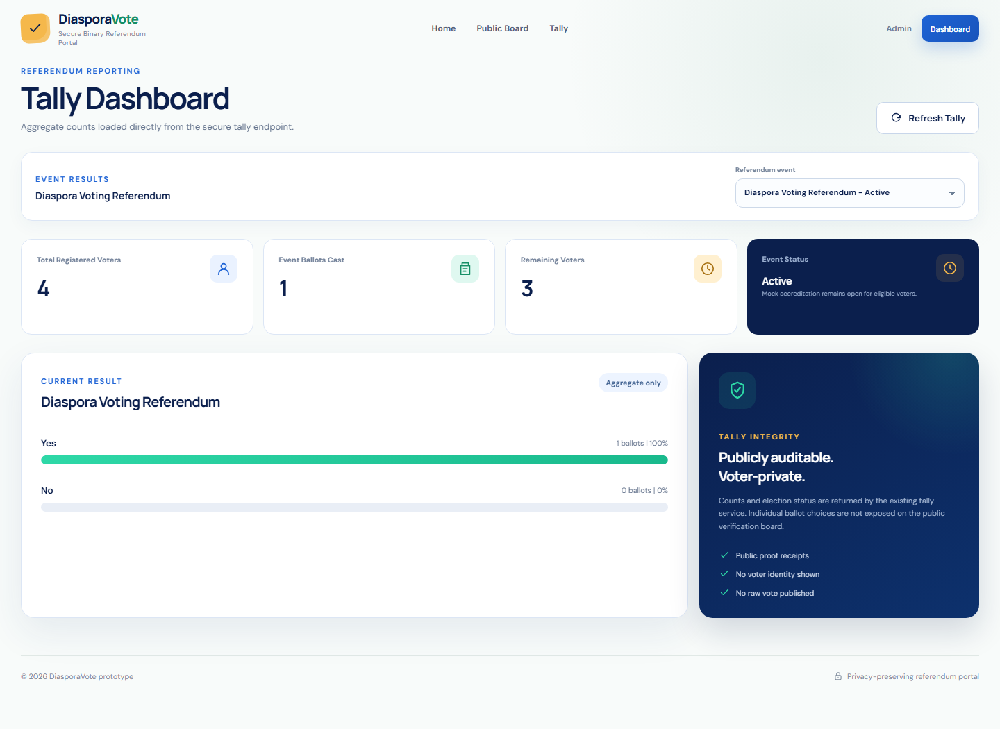 DiasporaVote
Secure Binary Referendum
Portal
Home
Public Board
Tally
Admin
Dashboard
REFERENDUM REPORTING
Tally Dashboard
Aggregate counts loaded directly from the secure tally endpoint.
Refresh Tally
EVENT RESULTS
Diaspora Voting Referendum
Referendum event
Diaspora Voting Referendum - Active
Total Registered Voters
4
Event Ballots Cast
1
Remaining Voters
3
Event Status
Active
Mock accreditation remains open for eligible voters.
CURRENT RESULT
Diaspora Voting Referendum
Aggregate only
Yes
1 ballots | 100%
No
0 ballots | 0%
TALLY INTEGRITY
Publicly auditable.
Voter-private.
Counts and election status are returned by the existing tally
service. Individual ballot choices are not exposed on the public
verification board.
Public proof receipts
No voter identity shown
No raw vote published
© 2026 DiasporaVote prototype
Privacy-preserving referendum portal